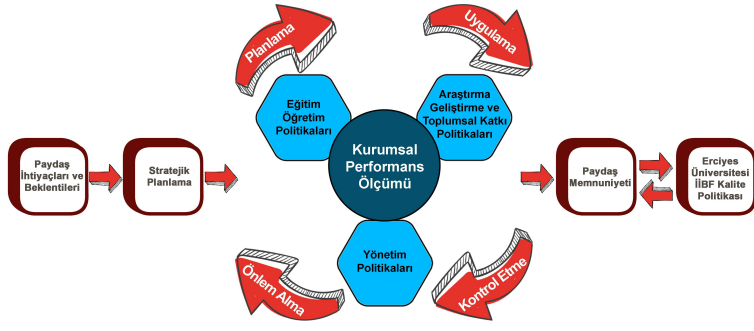 Paydaş
İhtiyaçları ve
Beklentileri
Stratejik
Planlama
Planlama
Uygulama
Eğitim
Öğretim
Politikaları
Araştırma
Geliştirme ve
Toplumsal Katkı
Politikaları
Kurumsal
Performans
Ölçümü
Yönetim
Politikaları
Önlem Alma
Kontrol Etme
Paydaş
Memnuniyeti
Erciyes
Üniversitesi
İİBF Kalite
Politikası